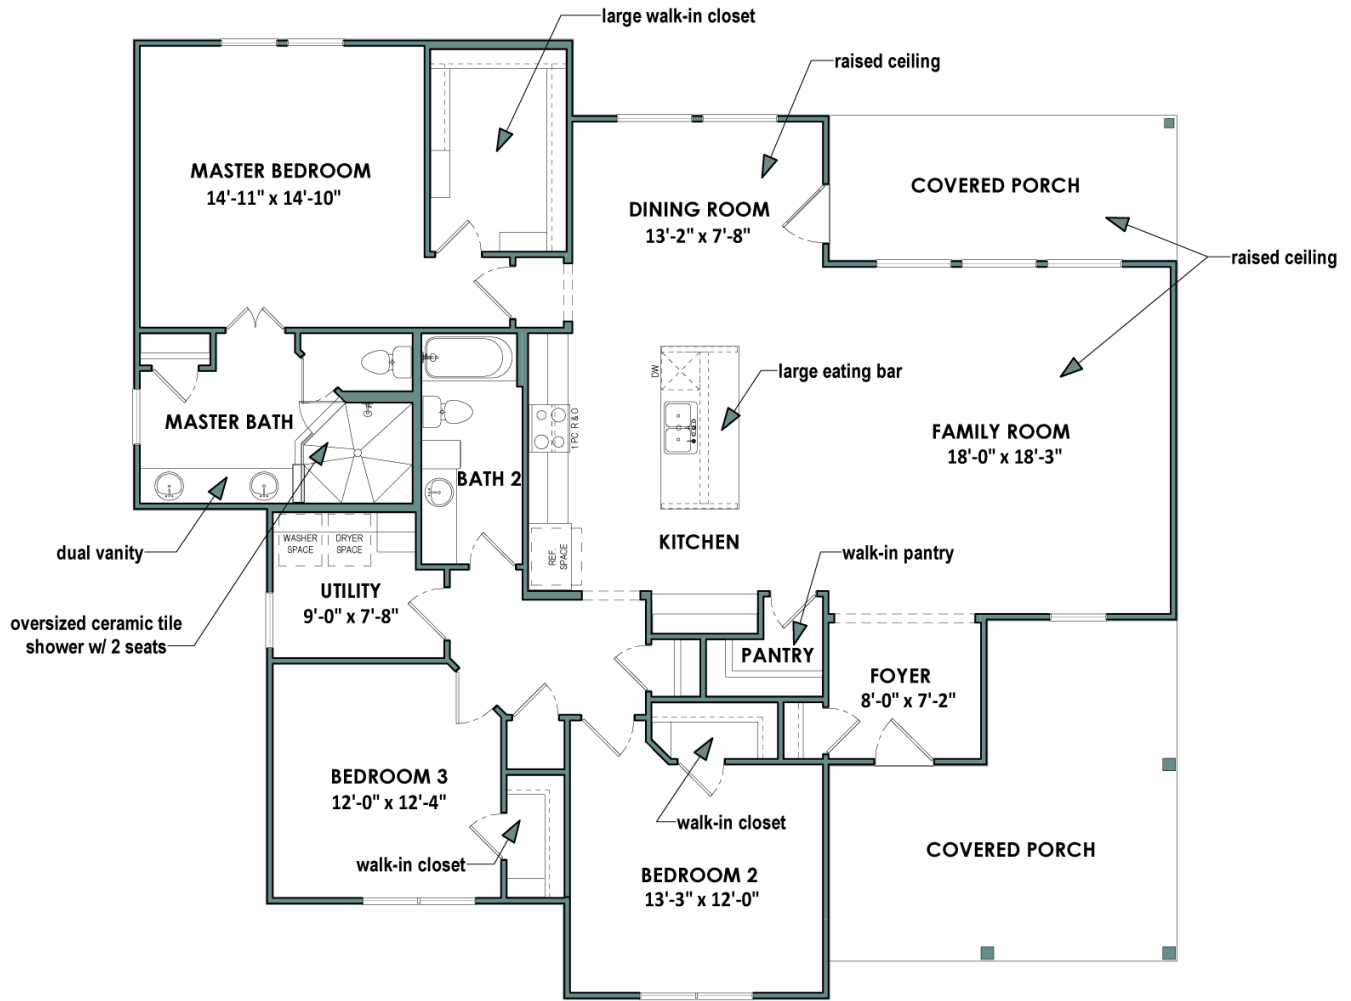 large walk-in closet
raised ceiling
MASTER BEDROOM
14'-11" x 14'-10"
DINING ROOM
13'-2" x 7'-8"
COVERED PORCH
raised ceiling
DW
large eating bar
1 PC. R & O
MASTER BATH
FAMILY ROOM
18'-0" x 18'-3"
BATH 2
KITCHEN
WASHER
SPACE
DRYER
SPACE
REF.
SPACE
dual vanity
walk-in pantry
UTILITY
9'-0" x 7'-8"
oversized ceramic tile
shower w/ 2 seats
PANTRY
FOYER
8'-0" x 7'-2"
BEDROOM 3
12'-0" x 12'-4"
walk-in closet
walk-in closet
COVERED PORCH
BEDROOM 2
13'-3" x 12'-0"